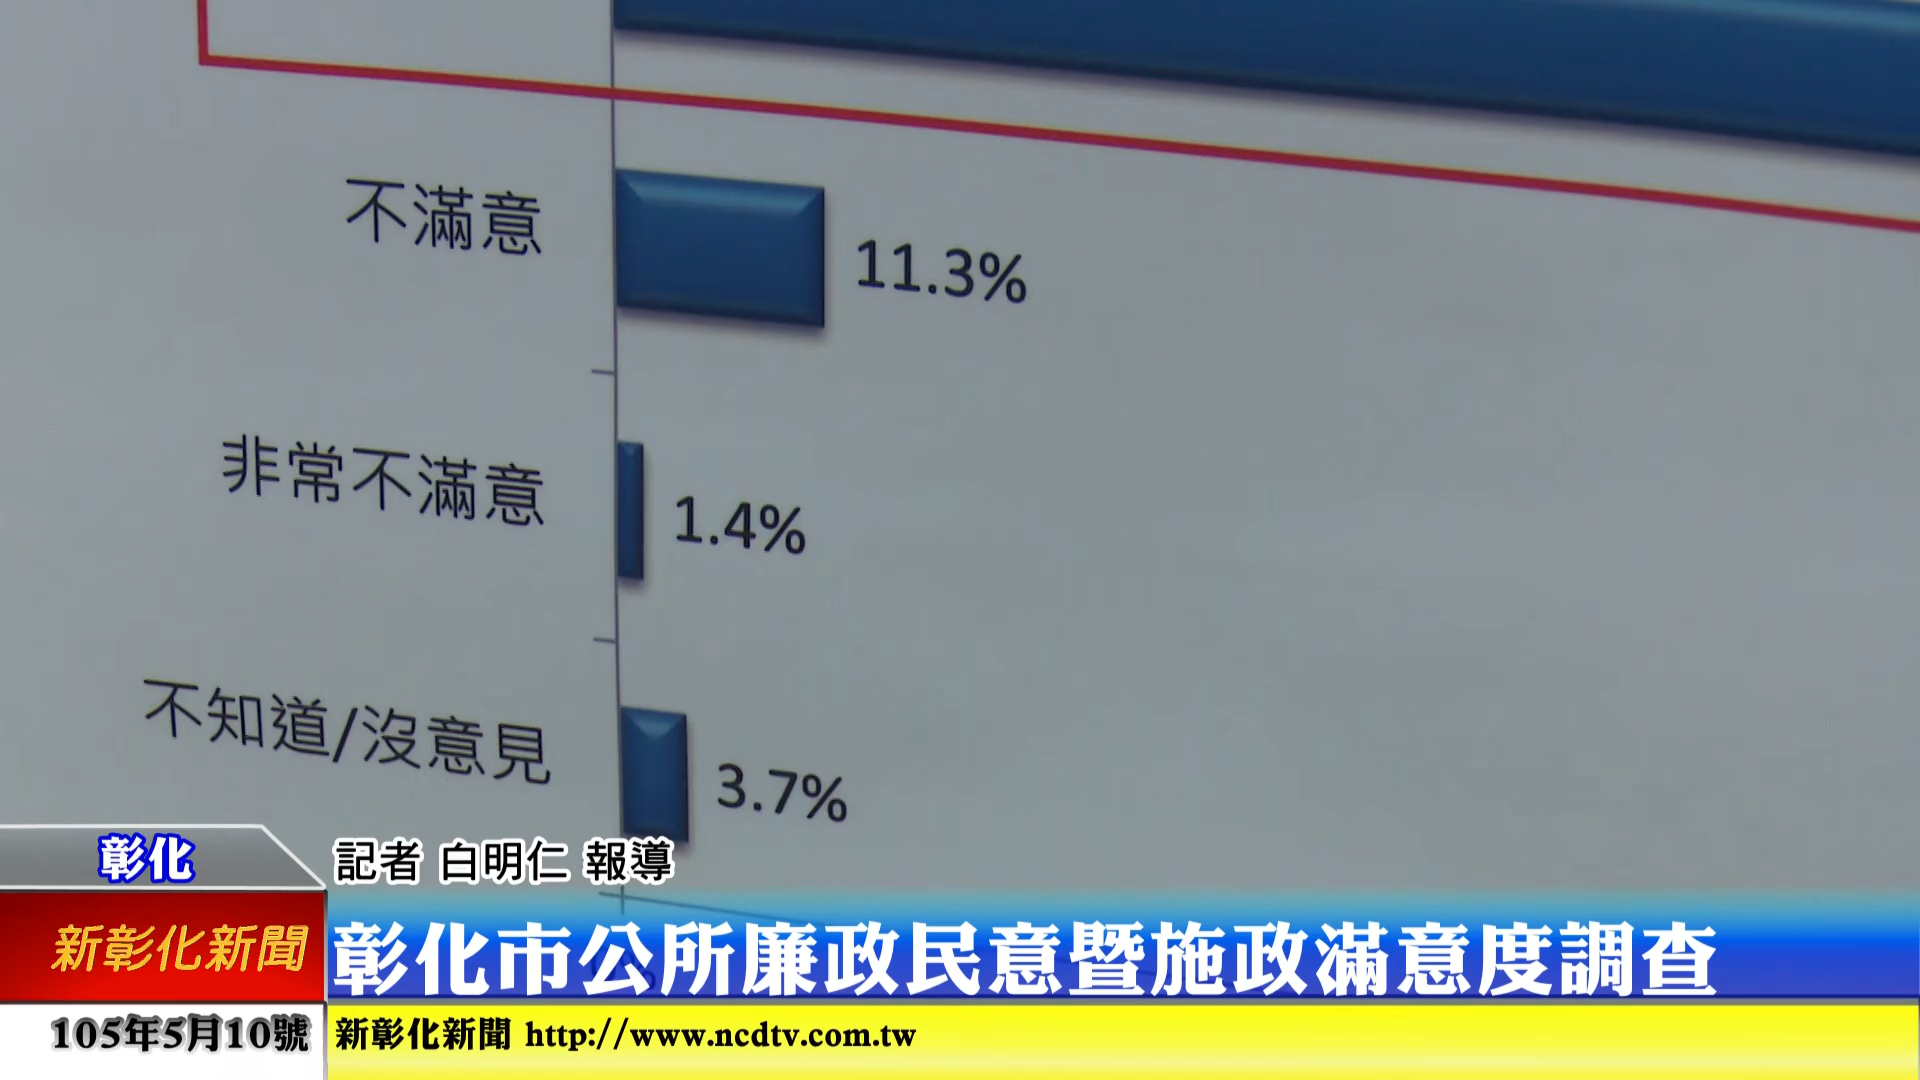 不滿意
11.3%
非常不滿意
1.4%
不知道/沒意見
3.7%
彰化
記者 白明仁 報導
新彰化新聞
彰化市公所廉政民意暨施政滿意度調查
105年5月10號
新彰化新聞 http://www.ncdtv.com.tw